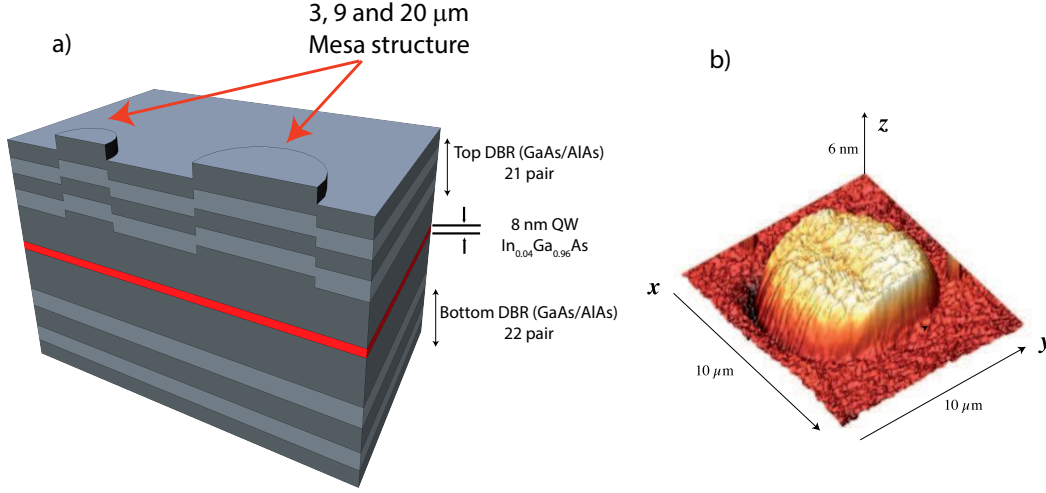 a)
3, 9 and 20 μm
Mesa structure
Top DBR (GaAs/AlAs)
21 pair
8 nm QW
In0.04Ga0.96As
Bottom DBR (GaAs/AlAs)
22 pair
b)
z
6 nm
x
y
10 μm
10 μm